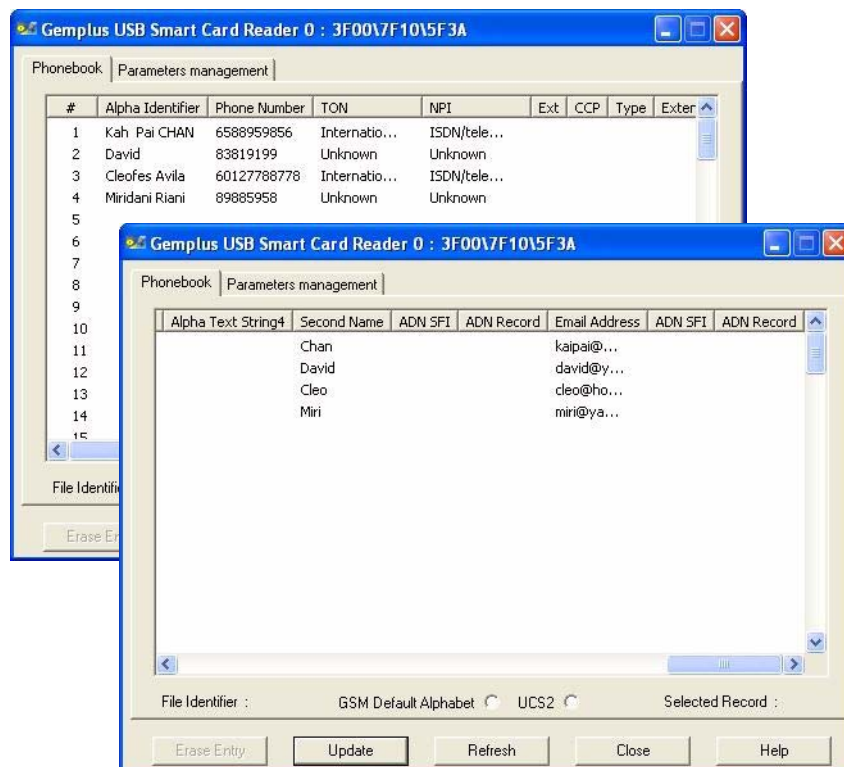 Gemplus USB Smart Card Reader 0 : 3F00\7F10\5F3A
Phonebook Parameters management
# Alpha Identifier Phone Number TON NPI Ext CCP Type Exter
1 Kah Pai CHAN 6588959856 Internatio... ISDN/tele...
2 David 83819199 Unknown Unknown
3 Cleofes Avila 60127788778 Internatio... ISDN/tele...
4 Miridani Riani 89885958 Unknown Unknown
5
6
7
8
9
10
11
12
13
14
15
File Identifi
Erase Er
Gemplus USB Smart Card Reader 0 : 3F00\7F10\5F3A
Phonebook Parameters management
Alpha Text String4 Second Name ADN SFI ADN Record Email Address ADN SFI ADN Record
Chan kaipai@...
David david@y...
Cleo cleo@ho...
Miri miri@ya...
File Identifier : GSM Default Alphabet UCS2 Selected Record :
Erase Entry Update Refresh Close Help